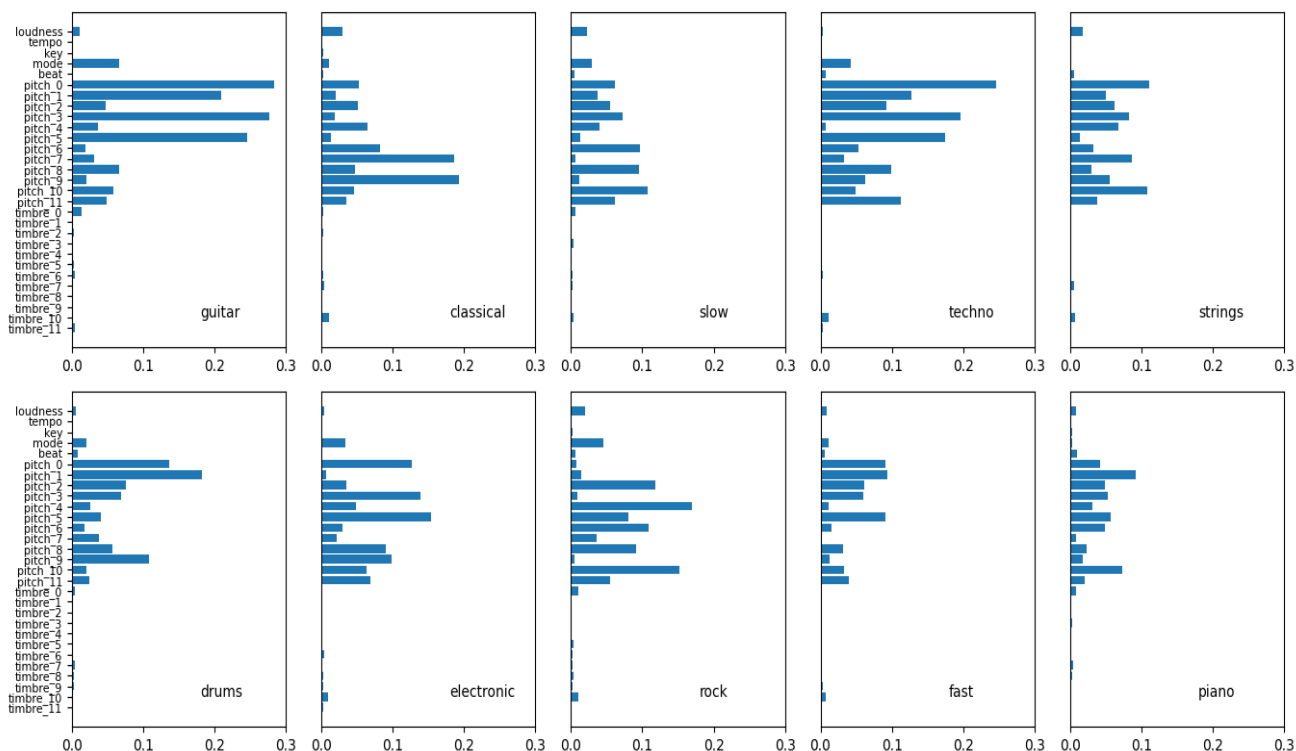 loudness
tempo
key
mode
beat
pitch_0
pitch_1
pitch_2
pitch_3
pitch_4
pitch_5
pitch_6
pitch_7
pitch_8
pitch_9
pitch_10
pitch_11
timbre_0
timbre_1
timbre_2
timbre_3
timbre_4
timbre_5
timbre_6
timbre_7
timbre_8
timbre_9
timbre_10
timbre_11
guitar classical slow techno strings
0.0 0.1 0.2 0.3 0.0 0.1 0.2 0.3 0.0 0.1 0.2 0.3 0.0 0.1 0.2 0.3 0.0 0.1 0.2 0.3
loudness
tempo
key
mode
beat
pitch_0
pitch_1
pitch_2
pitch_3
pitch_4
pitch_5
pitch_6
pitch_7
pitch_8
pitch_9
pitch_10
pitch_11
timbre_0
timbre_1
timbre_2
timbre_3
timbre_4
timbre_5
timbre_6
timbre_7
timbre_8
timbre_9
timbre_10
timbre_11
drums electronic rock fast piano
0.0 0.1 0.2 0.3 0.0 0.1 0.2 0.3 0.0 0.1 0.2 0.3 0.0 0.1 0.2 0.3 0.0 0.1 0.2 0.3